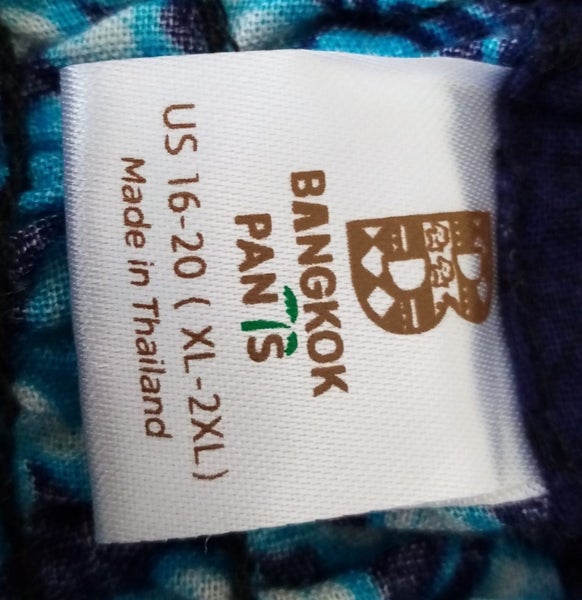 BANGKOK
PANTS
US 16-20 ( XL-2XL)
Made in Thailand